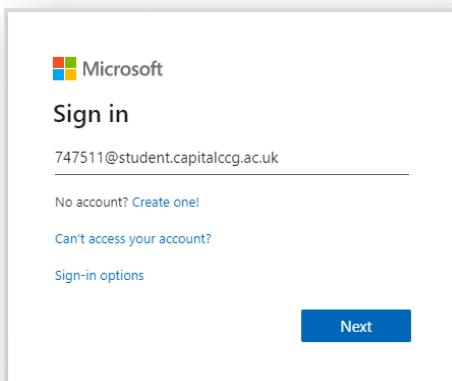 Microsoft
Sign in
747511@student.capitalccg.ac.uk
No account? Create one!
Can't access your account?
Sign-in options
Next